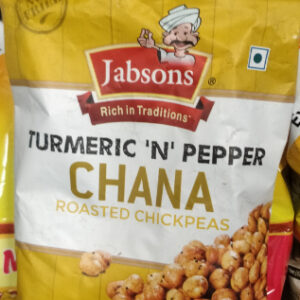 Jabsons®
Rich in Traditions
TURMERIC 'N' PEPPER
CHANA
ROASTED CHICKPEAS